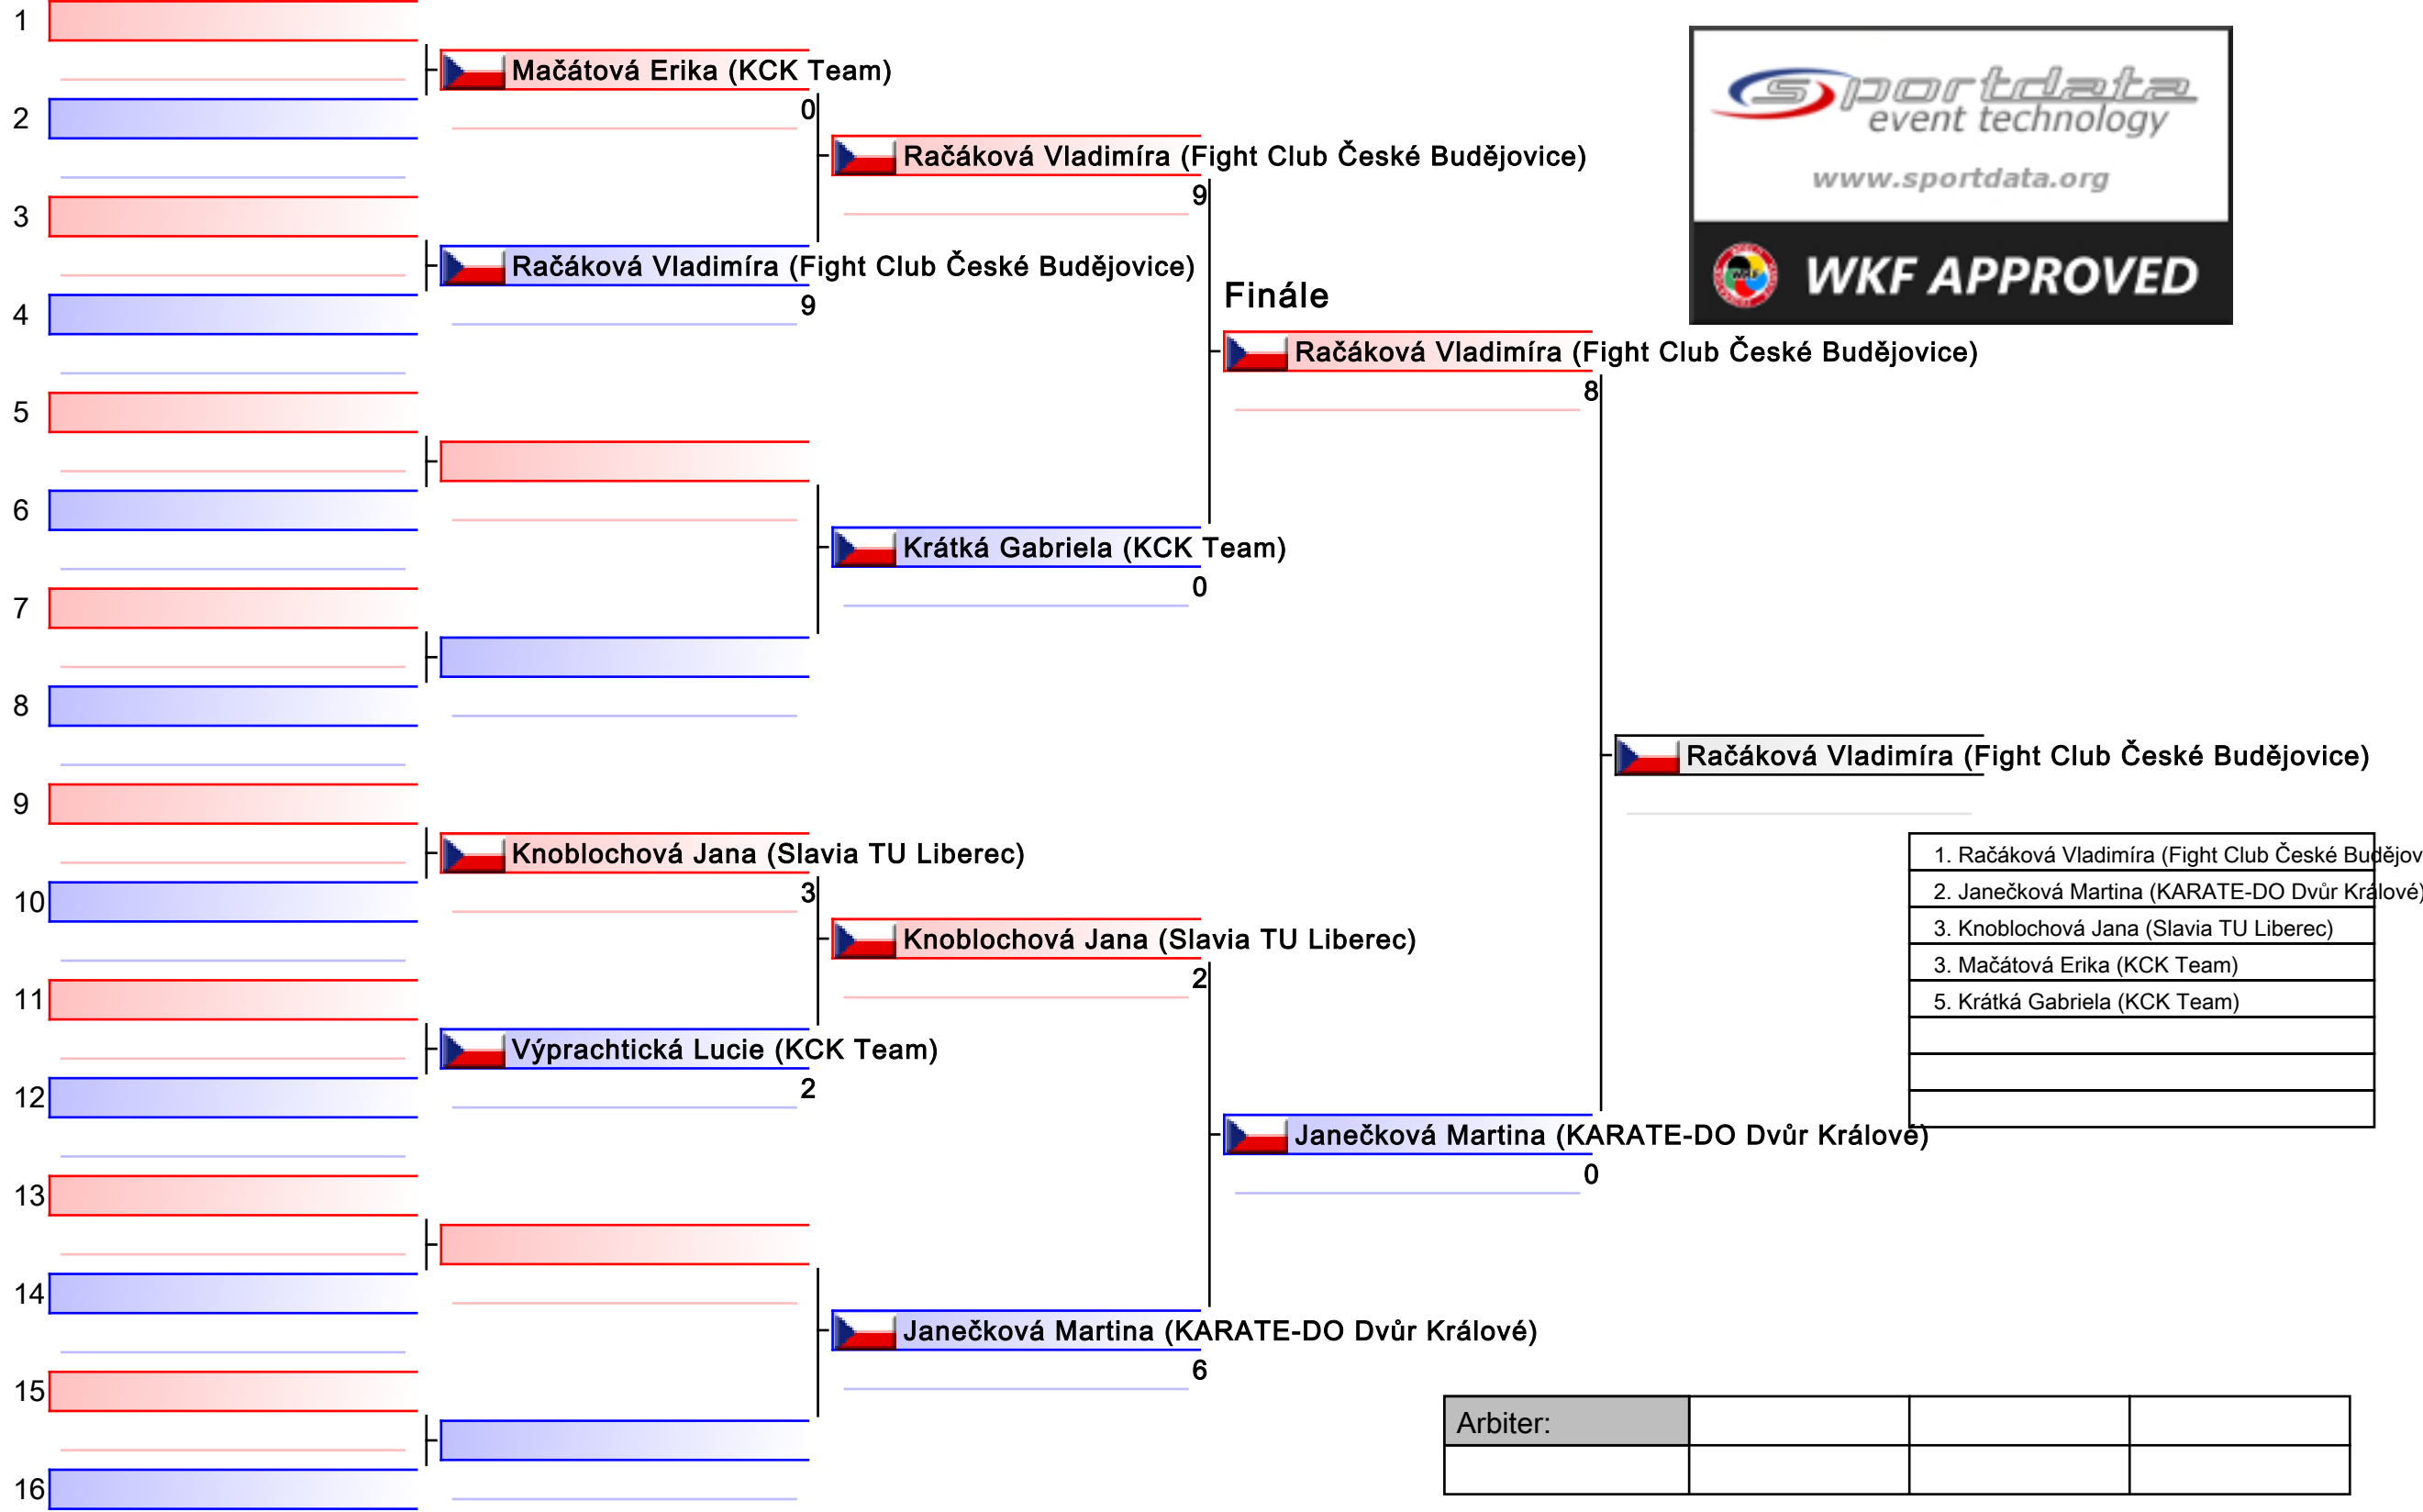 1
Mačátová Erika (KCK Team)
0
2
Račáková Vladimíra (Fight Club České Budějovice)
9
3
Račáková Vladimíra (Fight Club České Budějovice)
9
4
Finále
Račáková Vladimíra (Fight Club České Budějovice)
8
5
6
Krátká Gabriela (KCK Team)
0
7
8
Račáková Vladimíra (Fight Club České Budějovice)
9
Knoblochová Jana (Slavia TU Liberec)
3
10
Knoblochová Jana (Slavia TU Liberec)
2
11
Výprachtická Lucie (KCK Team)
2
12
Janečková Martina (KARATE-DO Dvůr Králové)
0
13
14
Janečková Martina (KARATE-DO Dvůr Králové)
6
15
16
sportdata
event technology
www.sportdata.org
WKF
WKF APPROVED
1. Račáková Vladimíra (Fight Club České Budějov
2. Janečková Martina (KARATE-DO Dvůr Králové)
3. Knoblochová Jana (Slavia TU Liberec)
3. Mačátová Erika (KCK Team)
5. Krátká Gabriela (KCK Team)
Arbiter: